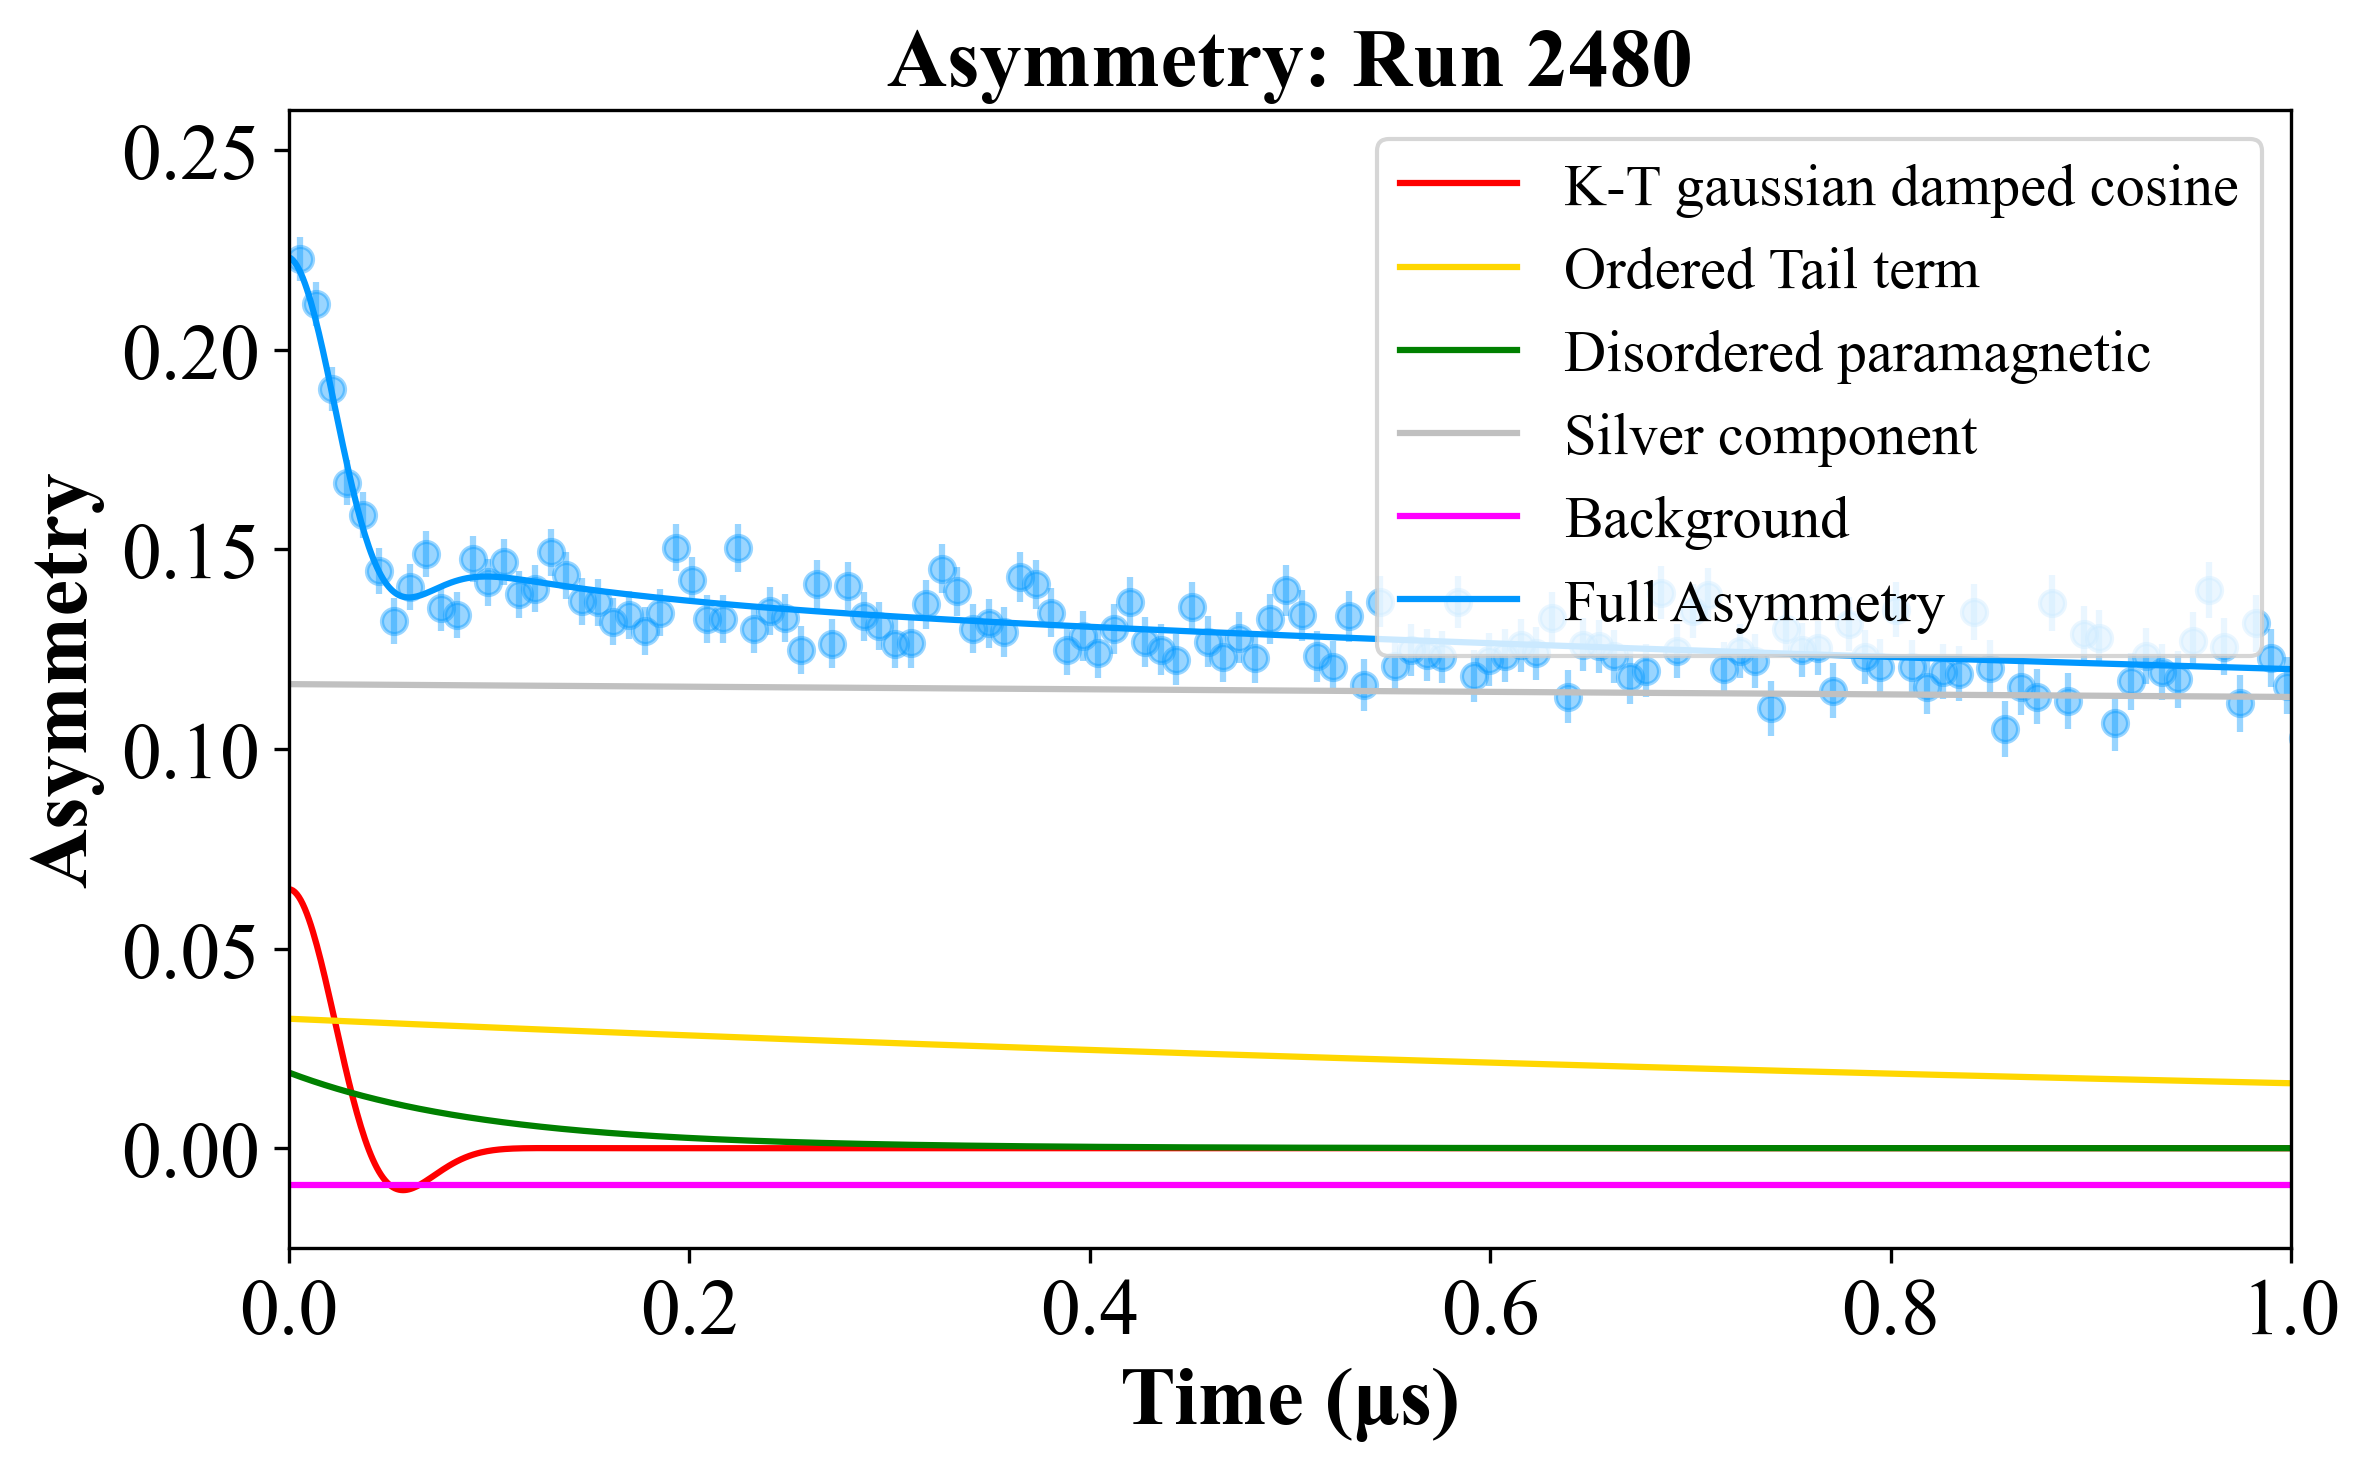 Asymmetry: Run 2480
0.25
0.20
0.15
0.10
0.05
0.00
Asymmetry
K-T gaussian damped cosine
Ordered Tail term
Disordered paramagnetic
Silver component
Background
Full Asymmetry
0.0 0.2 0.4 0.6 0.8 1.0
Time (μs)